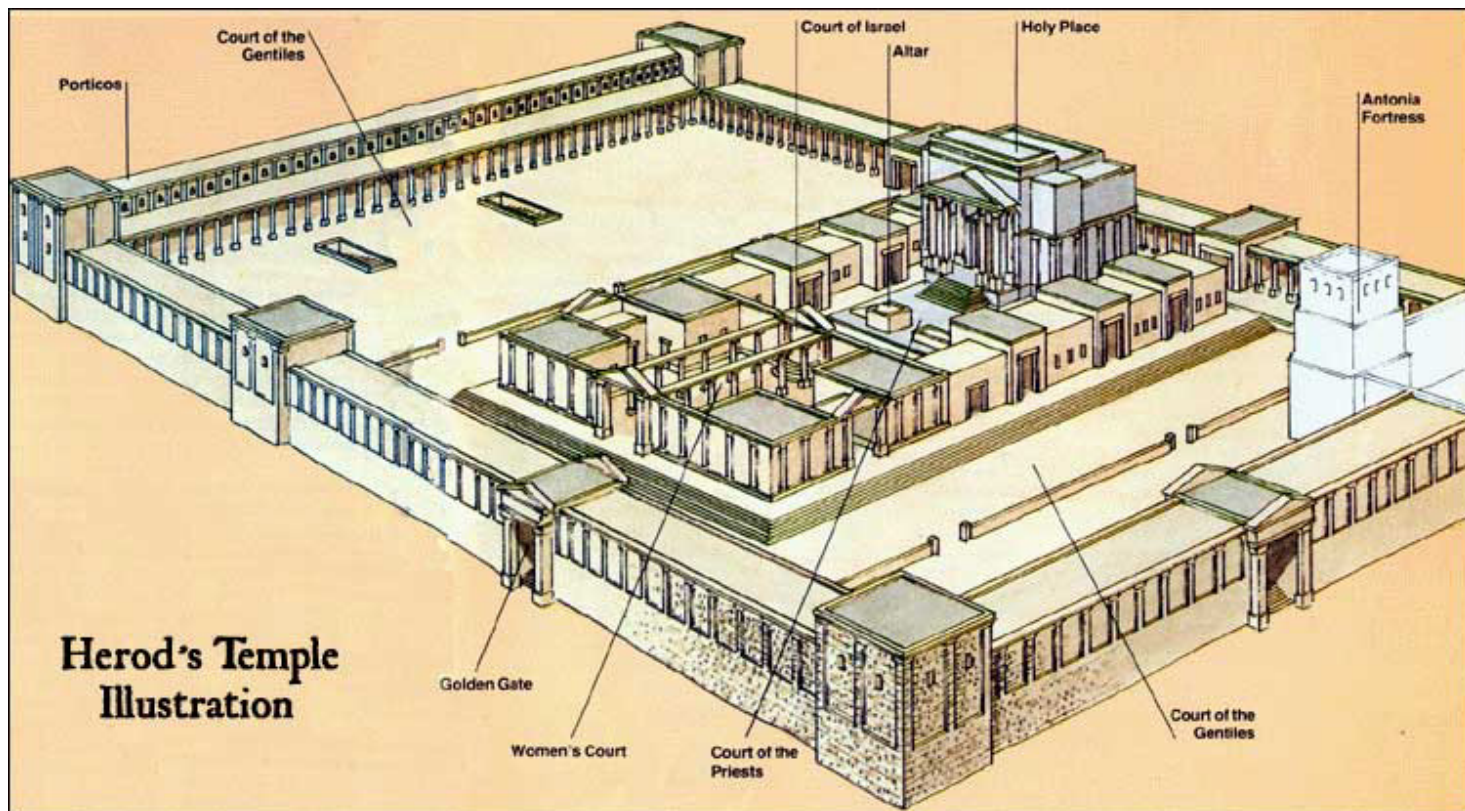 Court of the
Gentiles
Porticos
Court of Israel
Altar
Holy Place
Antonia
Fortress
Herod's Temple
Illustration
Golden Gate
Women's Court
Court of the
Priests
Court of the
Gentiles